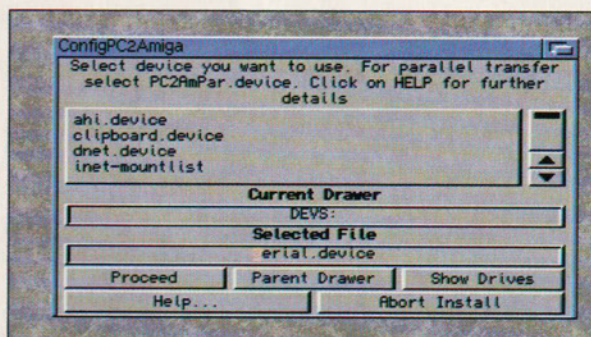 ConfigPC2Amiga
Select device you want to use. For parallel transfer
select PC2AmPar.device. Click on HELP for further
details
ahi.device
clipboard.device
dnet.device
inet-mountlist
Current Drawer
DEVS:
Selected File
erial.device
Proceed
Parent Drawer
Show Drives
Help...
Abort Install